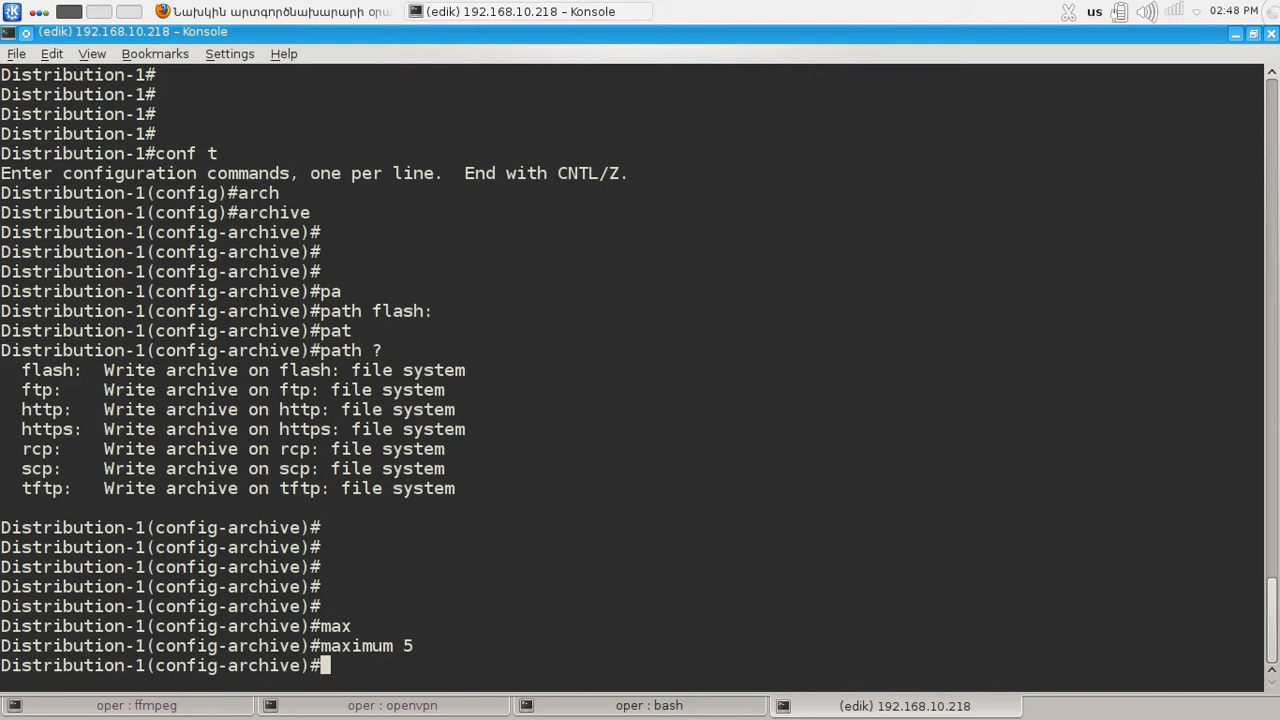 Նախկին արտգործնախարարի օրա
(edik) 192.168.10.218 – Konsole
us
02:48 PM
(edik) 192.168.10.218 – Konsole
File Edit View Bookmarks Settings Help
Distribution-1#
Distribution-1#
Distribution-1#
Distribution-1#
Distribution-1#conf t
Enter configuration commands, one per line.  End with CNTL/Z.
Distribution-1(config)#arch
Distribution-1(config)#archive
Distribution-1(config-archive)#
Distribution-1(config-archive)#
Distribution-1(config-archive)#
Distribution-1(config-archive)#pa
Distribution-1(config-archive)#path flash:
Distribution-1(config-archive)#pat
Distribution-1(config-archive)#path ?
  flash:  Write archive on flash: file system
  ftp:    Write archive on ftp: file system
  http:   Write archive on http: file system
  https:  Write archive on https: file system
  rcp:    Write archive on rcp: file system
  scp:    Write archive on scp: file system
  tftp:   Write archive on tftp: file system
Distribution-1(config-archive)#
Distribution-1(config-archive)#
Distribution-1(config-archive)#
Distribution-1(config-archive)#
Distribution-1(config-archive)#
Distribution-1(config-archive)#max
Distribution-1(config-archive)#maximum 5
Distribution-1(config-archive)#
oper : ffmpeg
oper : openvpn
oper : bash
(edik) 192.168.10.218